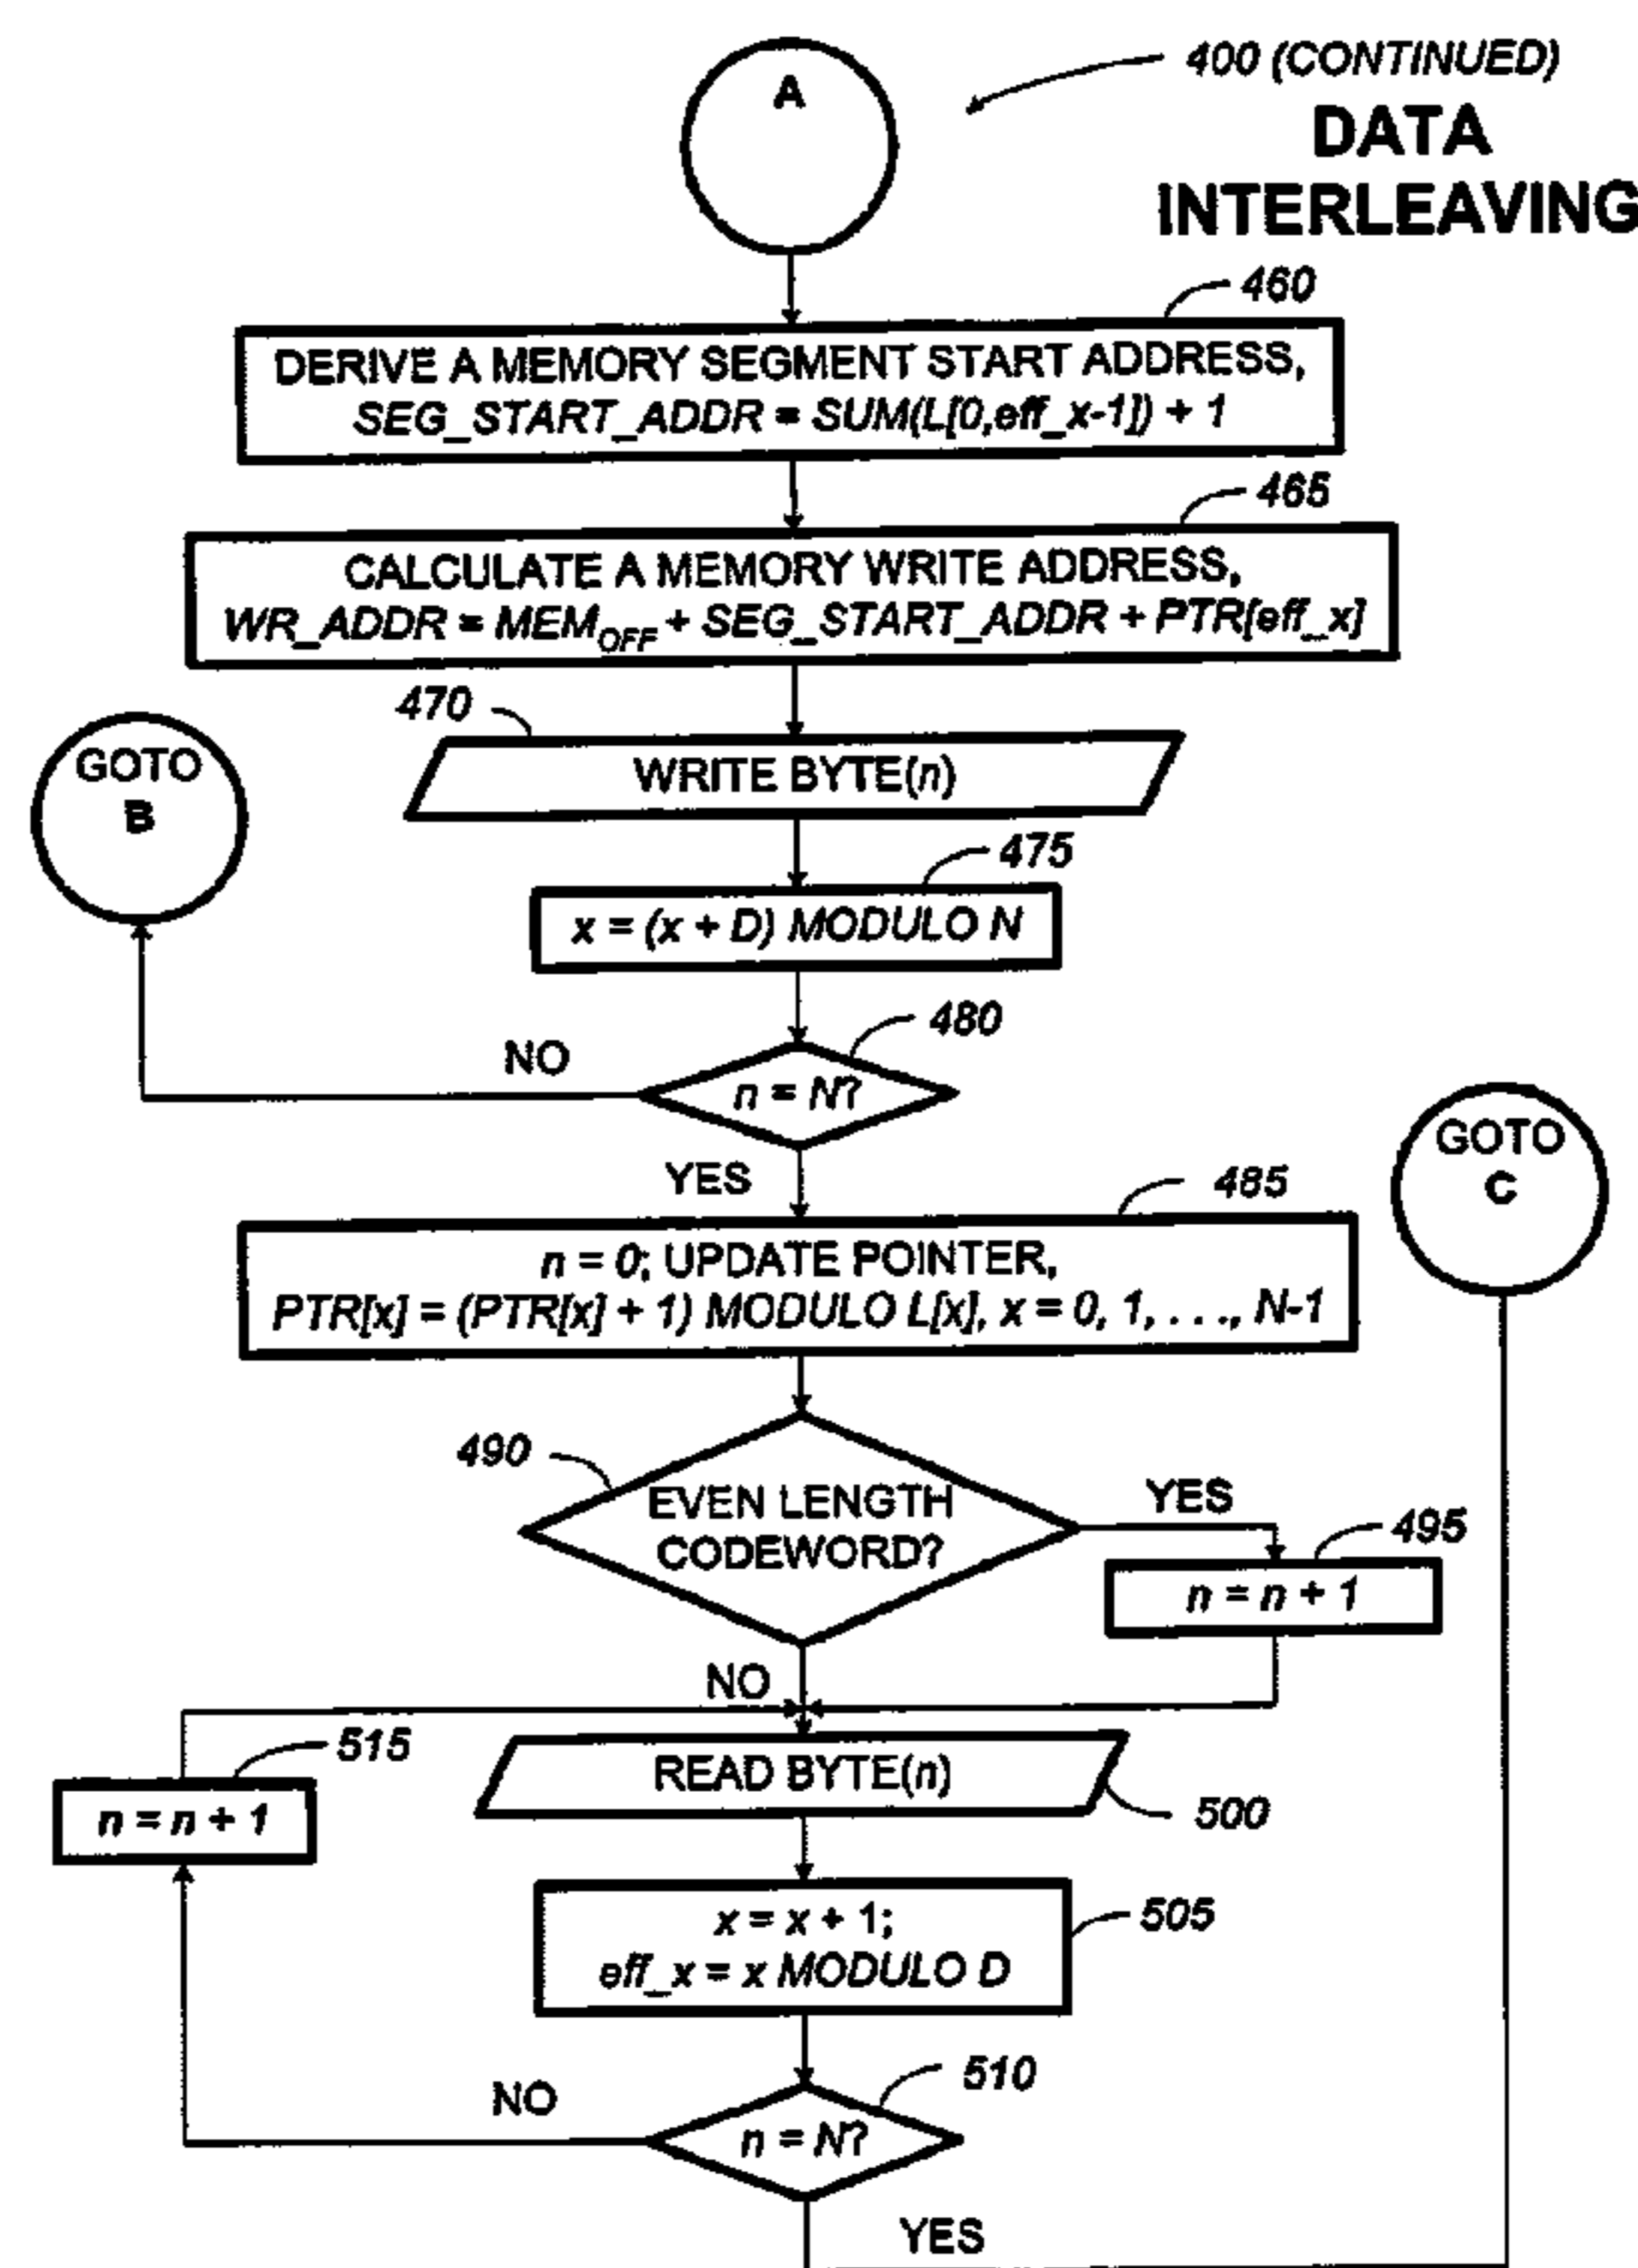 A
400 (CONTINUED)
DATA
INTERLEAVING
460
DERIVE A MEMORY SEGMENT START ADDRESS,
SEG_START_ADDR = SUM(L[0,eff_x-1]) + 1
465
CALCULATE A MEMORY WRITE ADDRESS,
WR_ADDR = MEMOFF + SEG_START_ADDR + PTR[eff_x]
470
GOTO
B
WRITE BYTE(n)
475
x = (x + D) MODULO N
480
NO
n = N?
GOTO
C
YES
485
n = 0; UPDATE POINTER,
PTR[x] = (PTR[x] + 1) MODULO L[x], x = 0, 1, . . ., N-1
490
EVEN LENGTH
CODEWORD?
YES
495
n = n + 1
NO
515
n = n + 1
READ BYTE(n)
500
x = x + 1;
eff_x = x MODULO D
505
510
NO
n = N?
YES